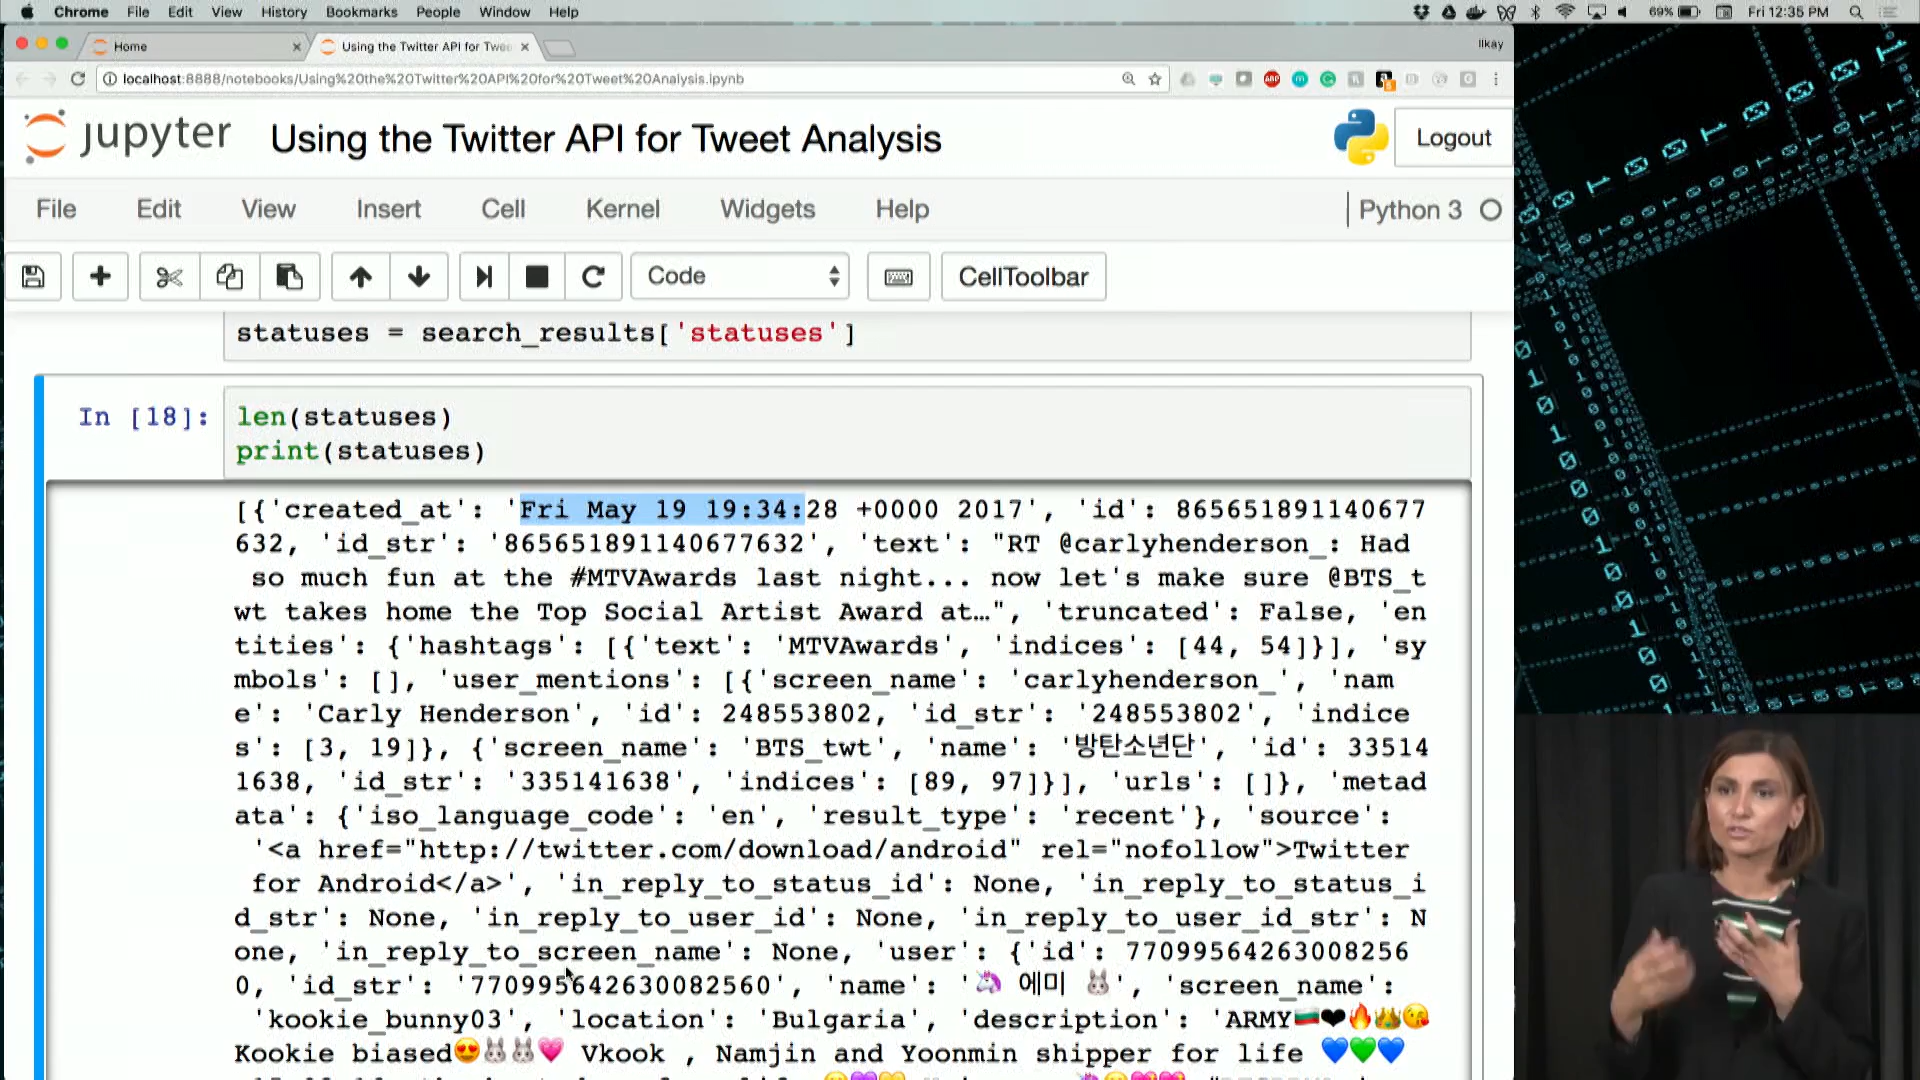 Chrome File Edit View History Bookmarks People Window Help 69% Fri 12:35 PM
Home Using the Twitter API for Twe Ilkay
localhost:8888/notebooks/Using%20the%20Twitter%20API%20for%20Tweet%20Analysis.ipynb
jupyter Using the Twitter API for Tweet Analysis Logout
File Edit View Insert Cell Kernel Widgets Help Python 3
Code CellToolbar
statuses = search_results['statuses']
In [18]: len(statuses)
print(statuses)
[{'created_at': 'Fri May 19 19:34:28 +0000 2017', 'id': 865651891140677
632, 'id_str': '865651891140677632', 'text': "RT @carlyhenderson_: Had
so much fun at the #MTVAwards last night... now let's make sure @BTS_t
wt takes home the Top Social Artist Award at…", 'truncated': False, 'en
tities': {'hashtags': [{'text': 'MTVAwards', 'indices': [44, 54]}], 'sy
mbols': [], 'user_mentions': [{'screen_name': 'carlyhenderson_', 'nam
e': 'Carly Henderson', 'id': 248553802, 'id_str': '248553802', 'indice
s': [3, 19]}, {'screen_name': 'BTS_twt', 'name': '방탄소년단', 'id': 33514
1638, 'id_str': '335141638', 'indices': [89, 97]}], 'urls': []}, 'metad
ata': {'iso_language_code': 'en', 'result_type': 'recent'}, 'source':
'<a href="http://twitter.com/download/android" rel="nofollow">Twitter
for Android</a>', 'in_reply_to_status_id': None, 'in_reply_to_status_i
d_str': None, 'in_reply_to_user_id': None, 'in_reply_to_user_id_str': N
one, 'in_reply_to_screen_name': None, 'user': {'id': 77099564263008256
0, 'id_str': '770995642630082560', 'name': '🦄 에미 🐰', 'screen_name':
'kookie_bunny03', 'location': 'Bulgaria', 'description': 'ARMY🇧🇬❤🔥👑😘
Kookie biased😍🐰🐰💗 Vkook , Namjin and Yoonmin shipper for life 💙💚💙